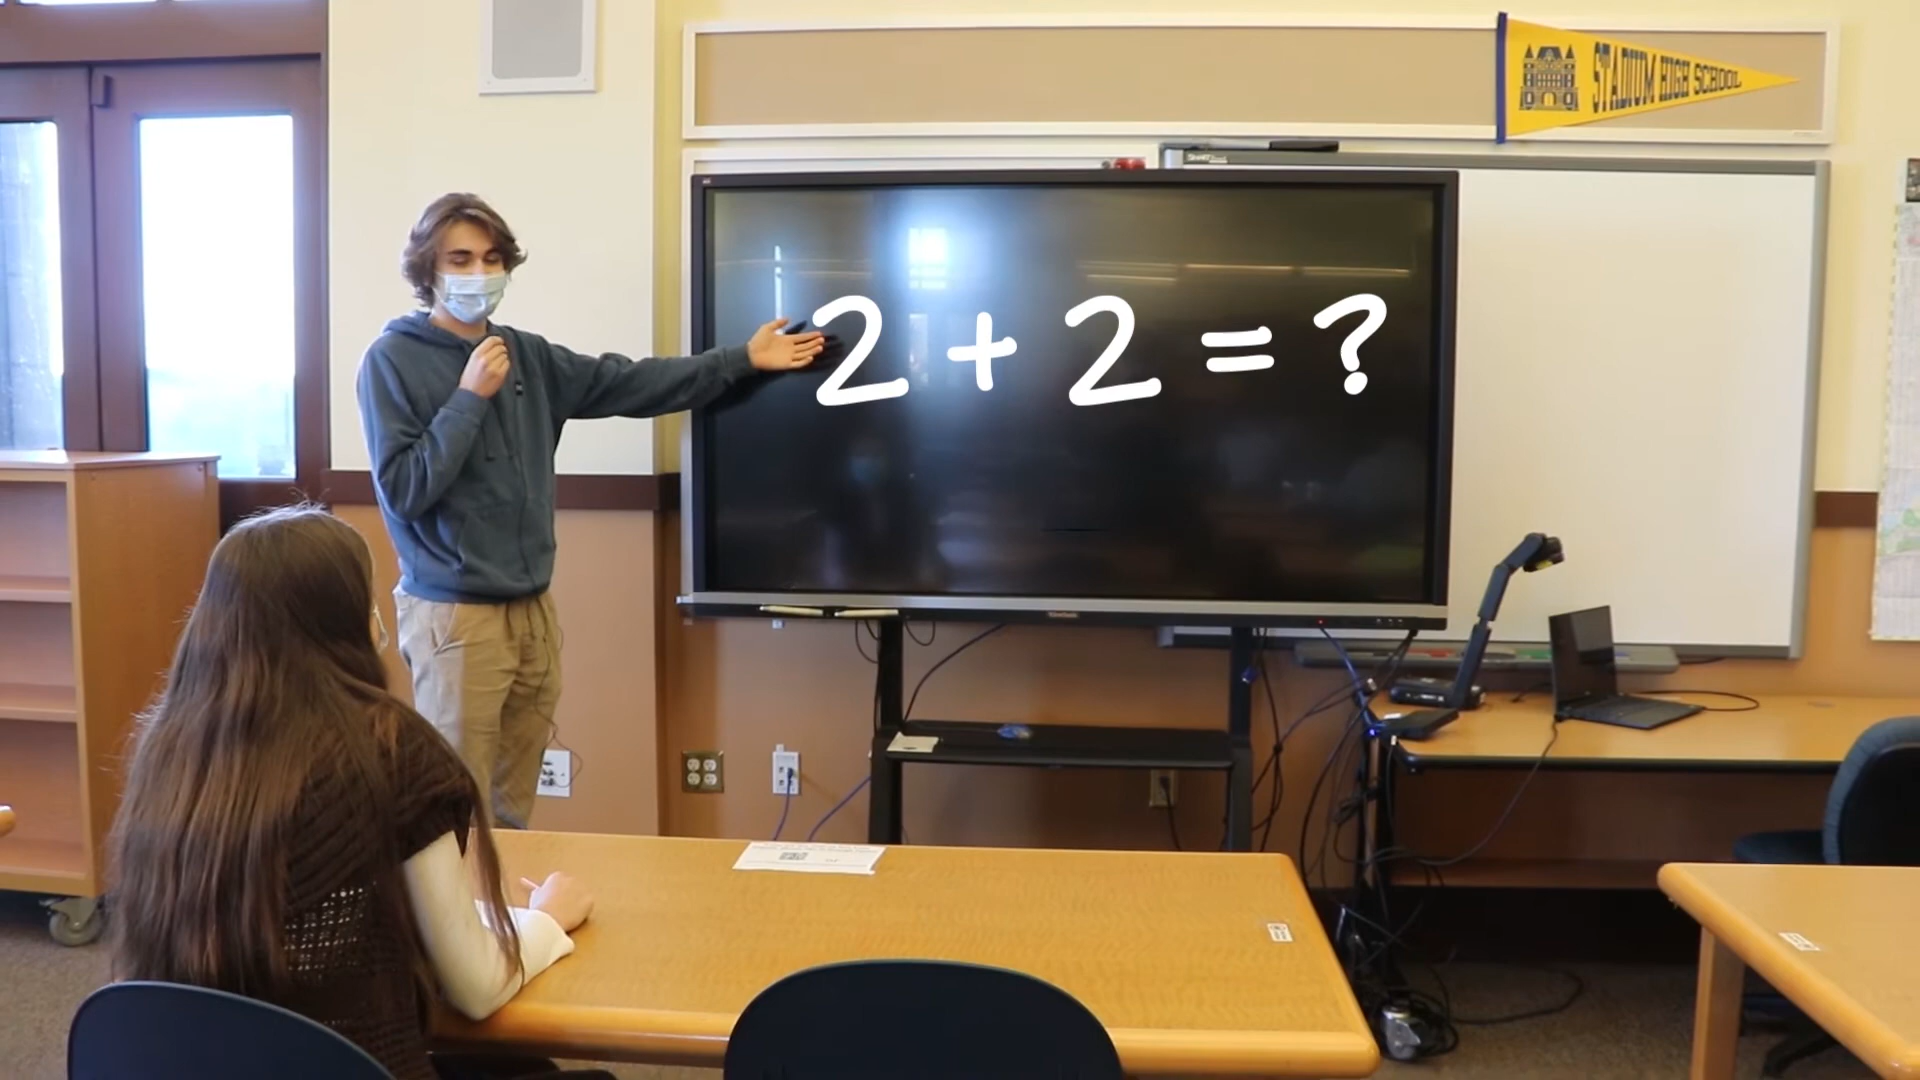 STADIUM HIGH SCHOOL
2 + 2 = ?